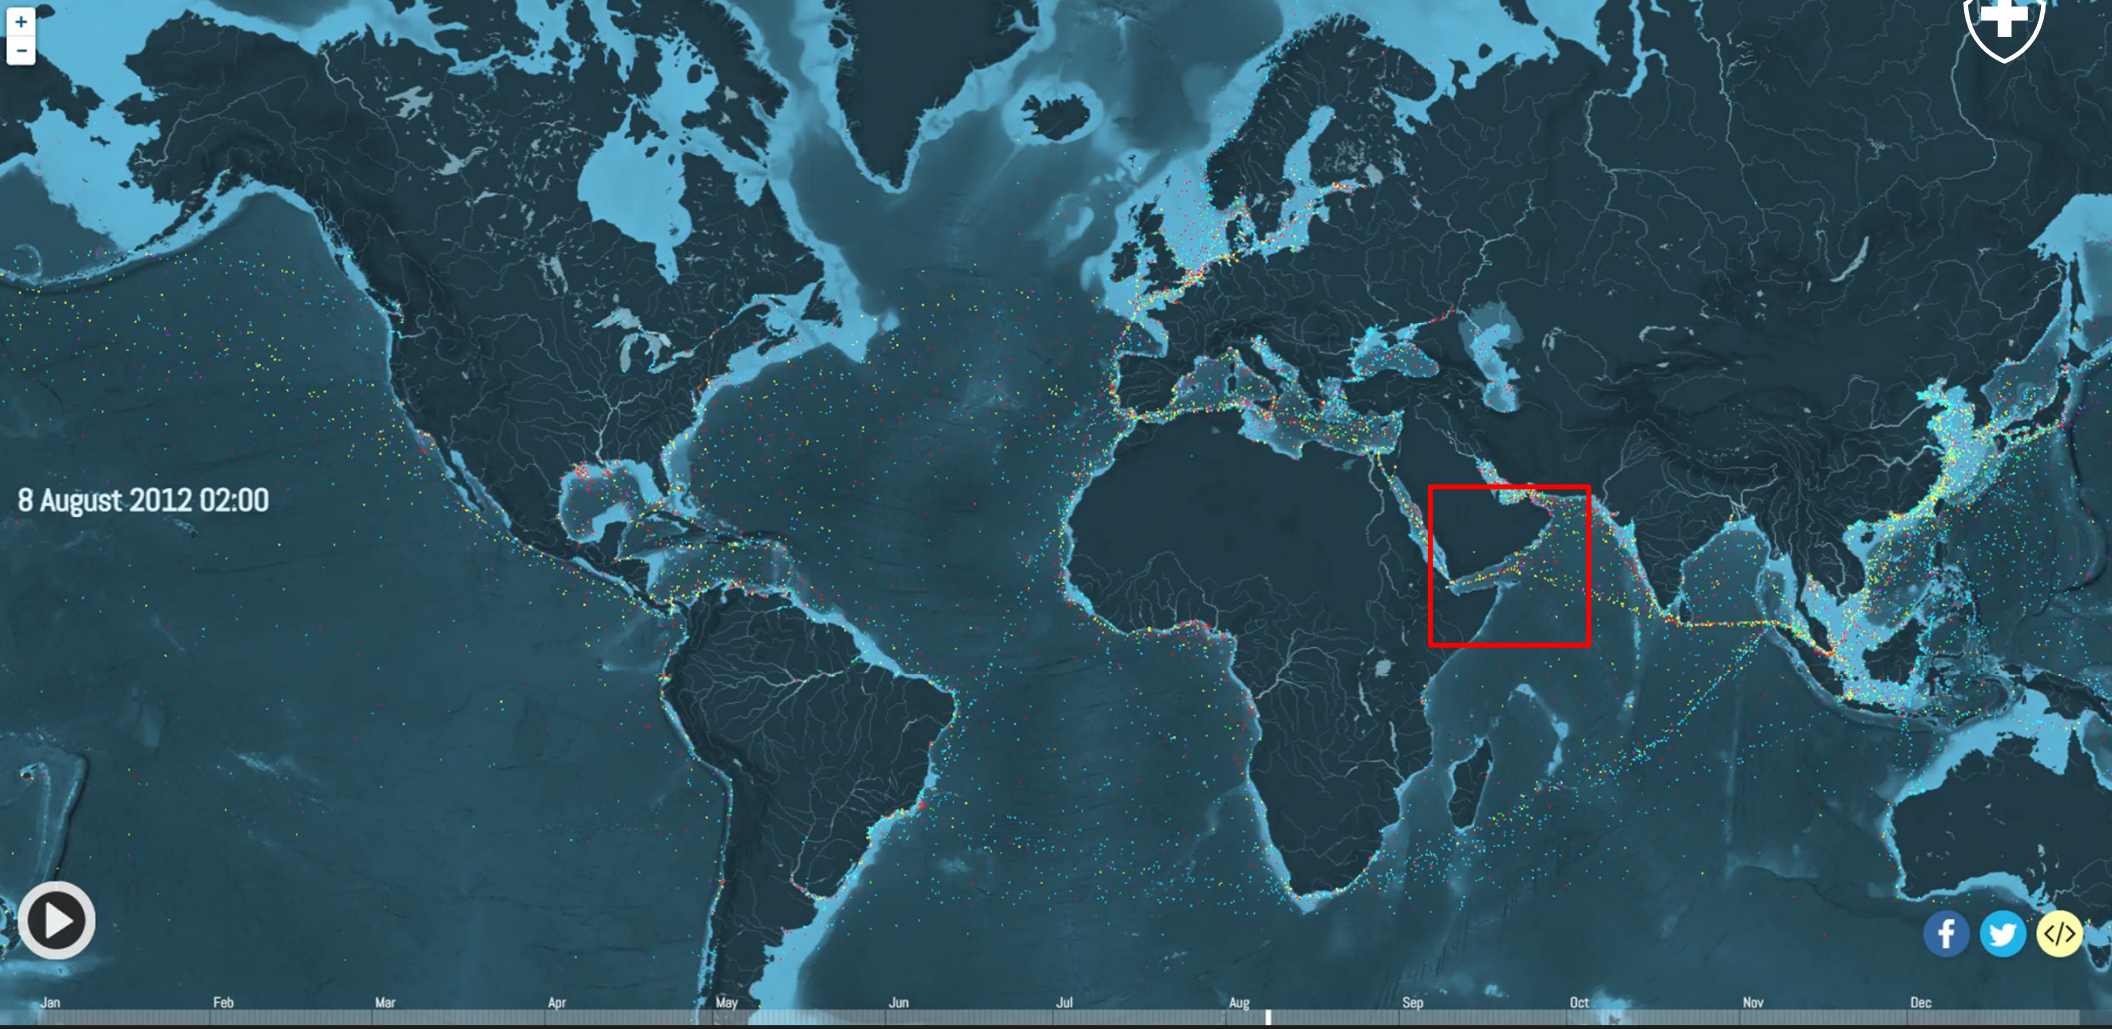 +
−
8 August 2012 02:00
f
</>
Jan Feb Mar Apr May Jun Jul Aug Sep Oct Nov Dec